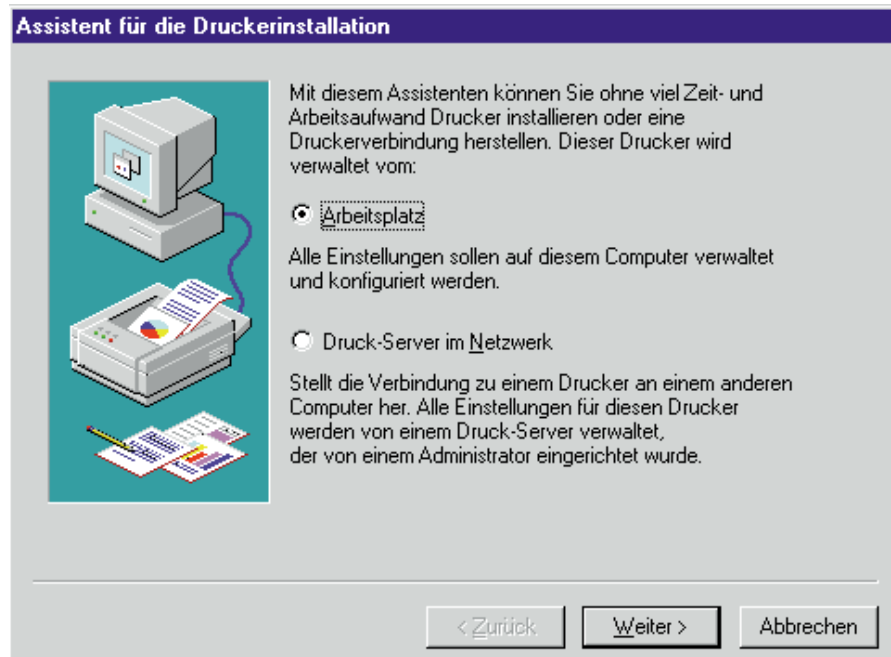 Assistent für die Druckerinstallation
Mit diesem Assistenten können Sie ohne viel Zeit- und
Arbeitsaufwand Drucker installieren oder eine
Druckerverbindung herstellen. Dieser Drucker wird
verwaltet vom:
Arbeitsplatz
Alle Einstellungen sollen auf diesem Computer verwaltet
und konfiguriert werden.
Druck-Server im Netzwerk
Stellt die Verbindung zu einem Drucker an einem anderen
Computer her. Alle Einstellungen für diesen Drucker
werden von einem Druck-Server verwaltet,
der von einem Administrator eingerichtet wurde.
< Zurück Weiter > Abbrechen